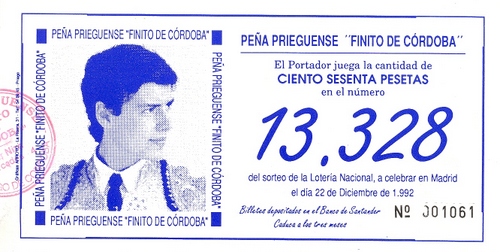 PEÑA PRIEGUENSE "FINITO DE CÓRDOBA"
PEÑA PRIEGUENSE "FINITO DE CÓRDOBA"
PEÑA PRIEGUENSE "FINITO DE CÓRDOBA"
PEÑA PRIEGUENSE "FINITO DE CÓRDOBA"
PEÑA PRIEGUENSE "FINITO DE CÓRDOBA"
El Portador juega la cantidad de
CIENTO SESENTA PESETAS
en el número
13.328
del sorteo de la Lotería Nacional, a celebrar en Madrid
el día 22 de Diciembre de 1.992
Billetes depositados en el Banco de Santander
Caduca a los tres meses
Nº 001061